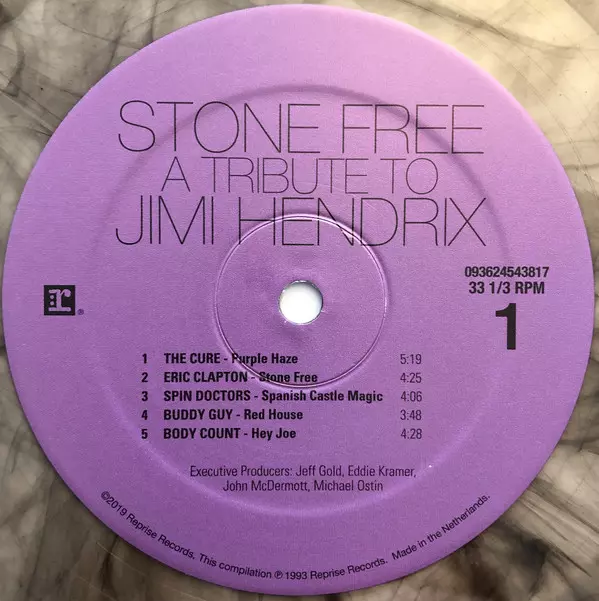 STONE FREE
A TRIBUTE TO
JIMI HENDRIX
093624543817
33 1/3 RPM
1
r®
1 THE CURE - Purple Haze 5:19
2 ERIC CLAPTON - Stone Free 4:25
3 SPIN DOCTORS - Spanish Castle Magic 4:06
4 BUDDY GUY - Red House 3:48
5 BODY COUNT - Hey Joe 4:28
Executive Producers: Jeff Gold, Eddie Kramer,
John McDermott, Michael Ostin
©2019 Reprise Records. This compilation ℗ 1993 Reprise Records. Made in the Netherlands.